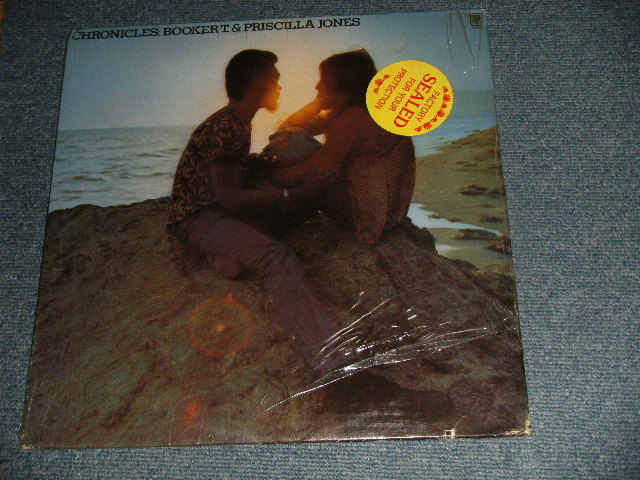 CHRONICLES: BOOKER T & PRISCILLA JONES
FACTORY
SEALED
FOR YOUR
PROTECTION